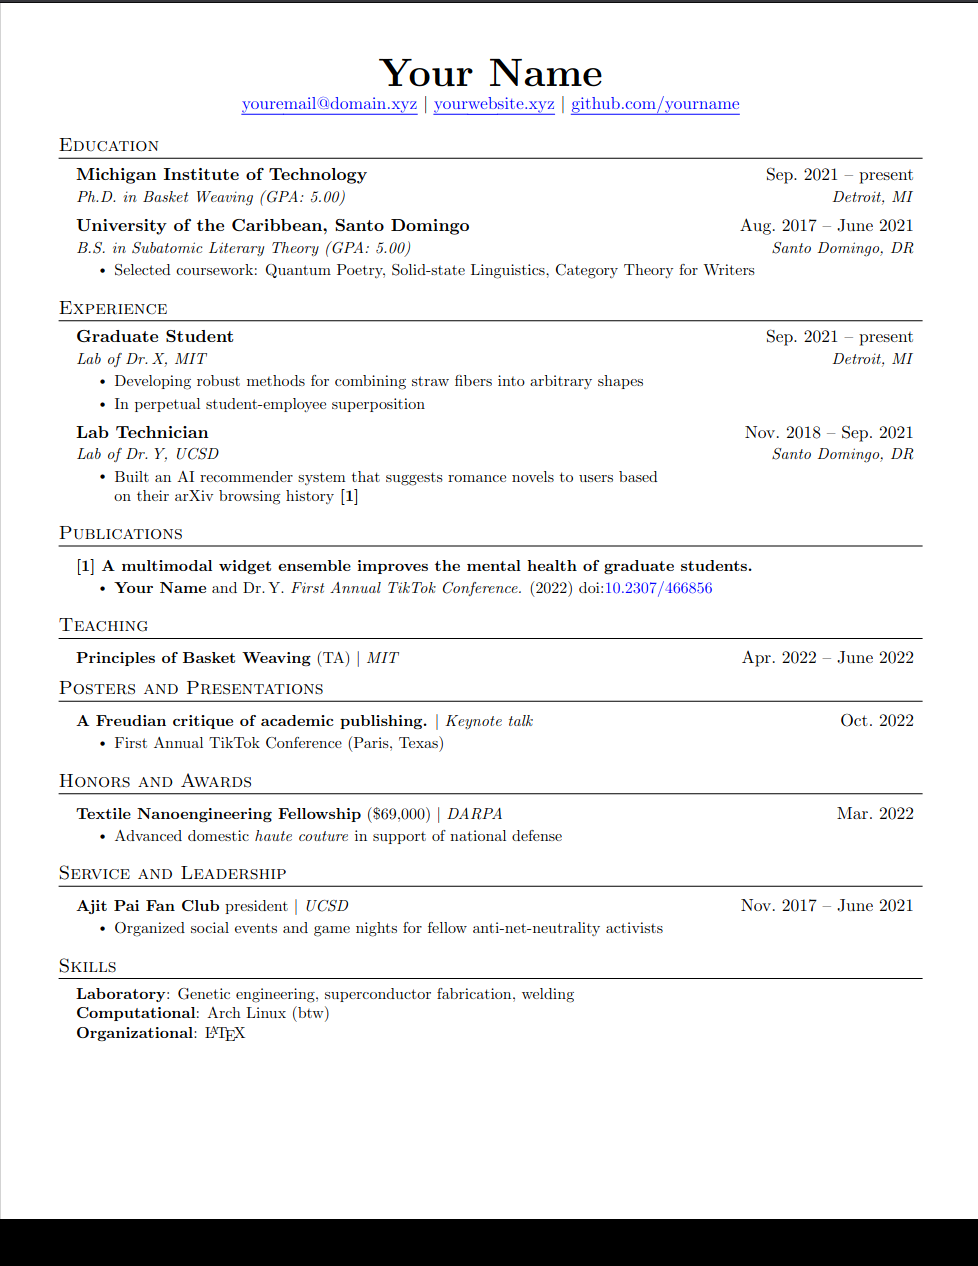 Your Name
youremail@domain.xyz | yourwebsite.xyz | github.com/yourname
Education
Michigan Institute of Technology Sep. 2021 – present
Ph.D. in Basket Weaving (GPA: 5.00) Detroit, MI
University of the Caribbean, Santo Domingo Aug. 2017 – June 2021
B.S. in Subatomic Literary Theory (GPA: 5.00) Santo Domingo, DR
• Selected coursework: Quantum Poetry, Solid-state Linguistics, Category Theory for Writers
Experience
Graduate Student Sep. 2021 – present
Lab of Dr. X, MIT Detroit, MI
• Developing robust methods for combining straw fibers into arbitrary shapes
• In perpetual student-employee superposition
Lab Technician Nov. 2018 – Sep. 2021
Lab of Dr. Y, UCSD Santo Domingo, DR
• Built an AI recommender system that suggests romance novels to users based
on their arXiv browsing history [1]
Publications
[1] A multimodal widget ensemble improves the mental health of graduate students.
• Your Name and Dr. Y. First Annual TikTok Conference. (2022) doi:10.2307/466856
Teaching
Principles of Basket Weaving (TA) | MIT Apr. 2022 – June 2022
Posters and Presentations
A Freudian critique of academic publishing. | Keynote talk Oct. 2022
• First Annual TikTok Conference (Paris, Texas)
Honors and Awards
Textile Nanoengineering Fellowship ($69,000) | DARPA Mar. 2022
• Advanced domestic haute couture in support of national defense
Service and Leadership
Ajit Pai Fan Club president | UCSD Nov. 2017 – June 2021
• Organized social events and game nights for fellow anti-net-neutrality activists
Skills
Laboratory: Genetic engineering, superconductor fabrication, welding
Computational: Arch Linux (btw)
Organizational: LATEX